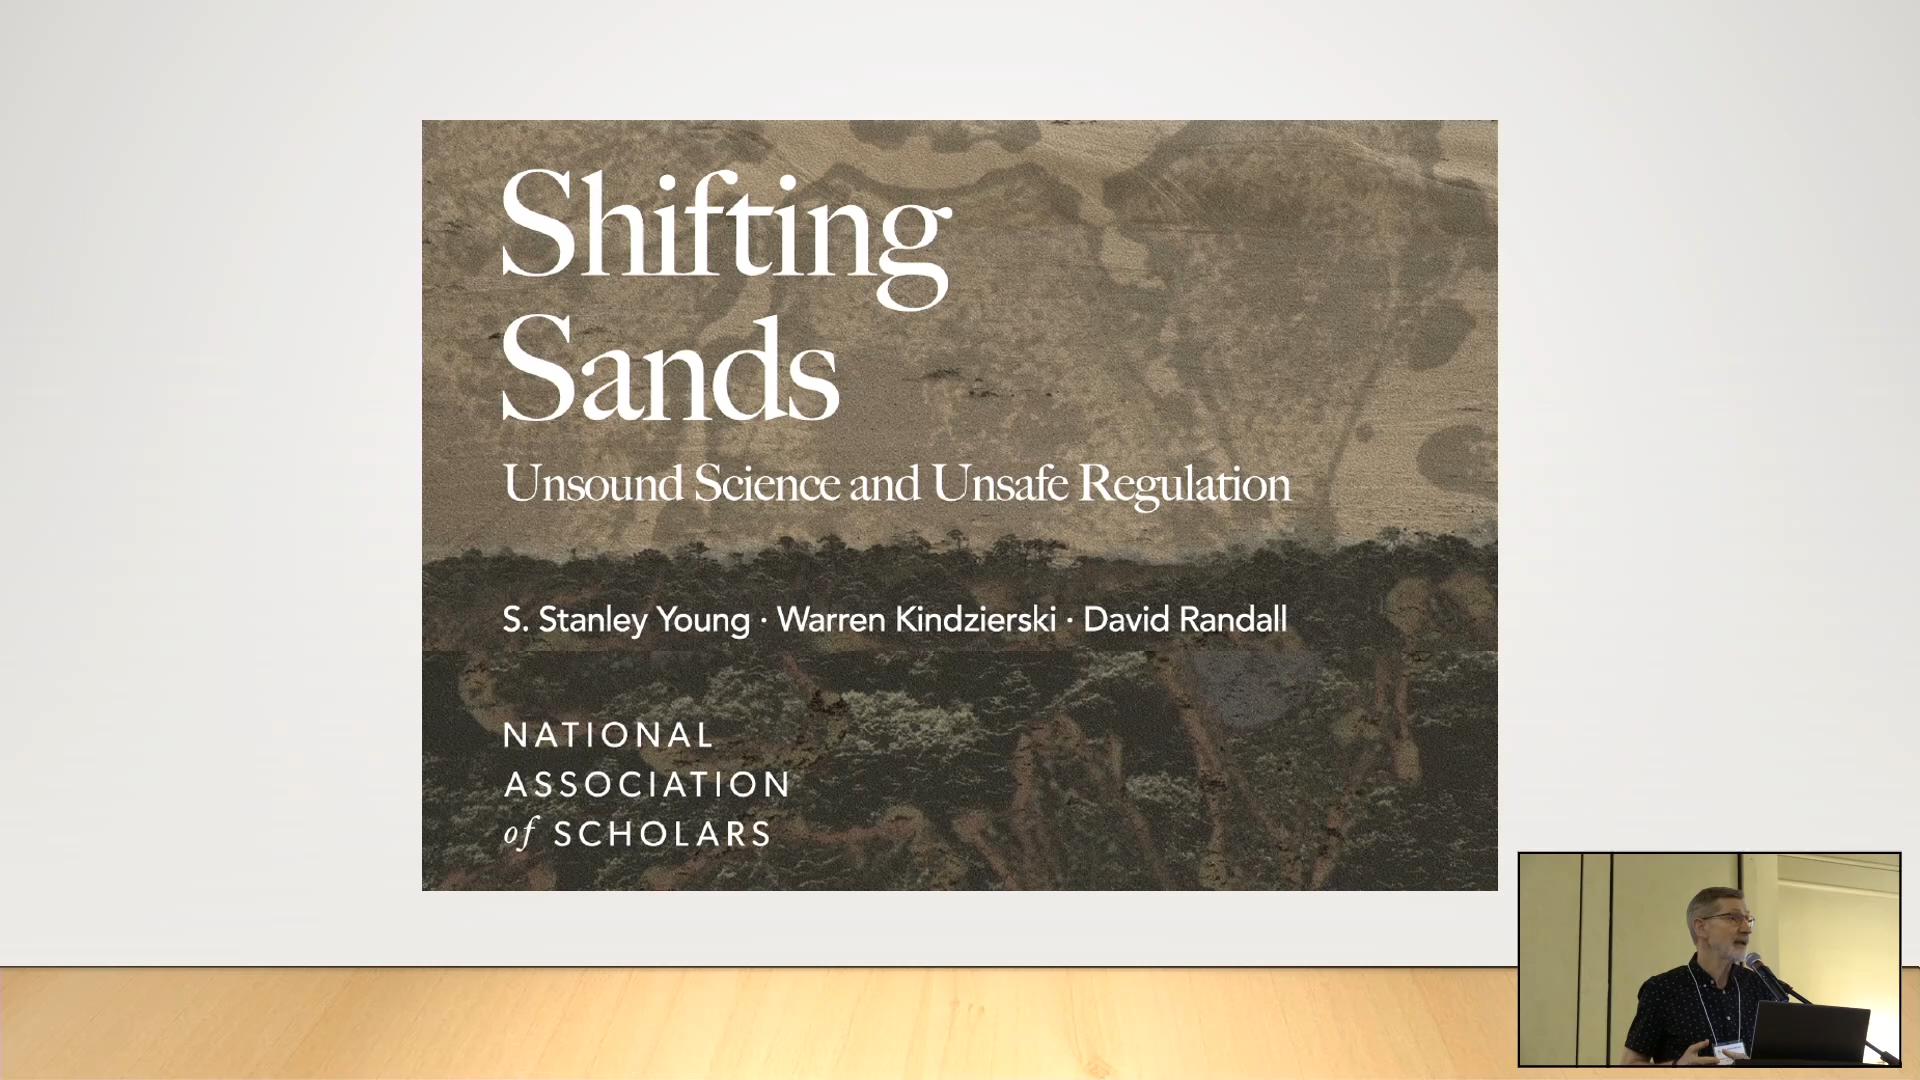 Shifting
Sands
Unsound Science and Unsafe Regulation
S. Stanley Young · Warren Kindzierski · David Randall
NATIONAL
ASSOCIATION
of SCHOLARS